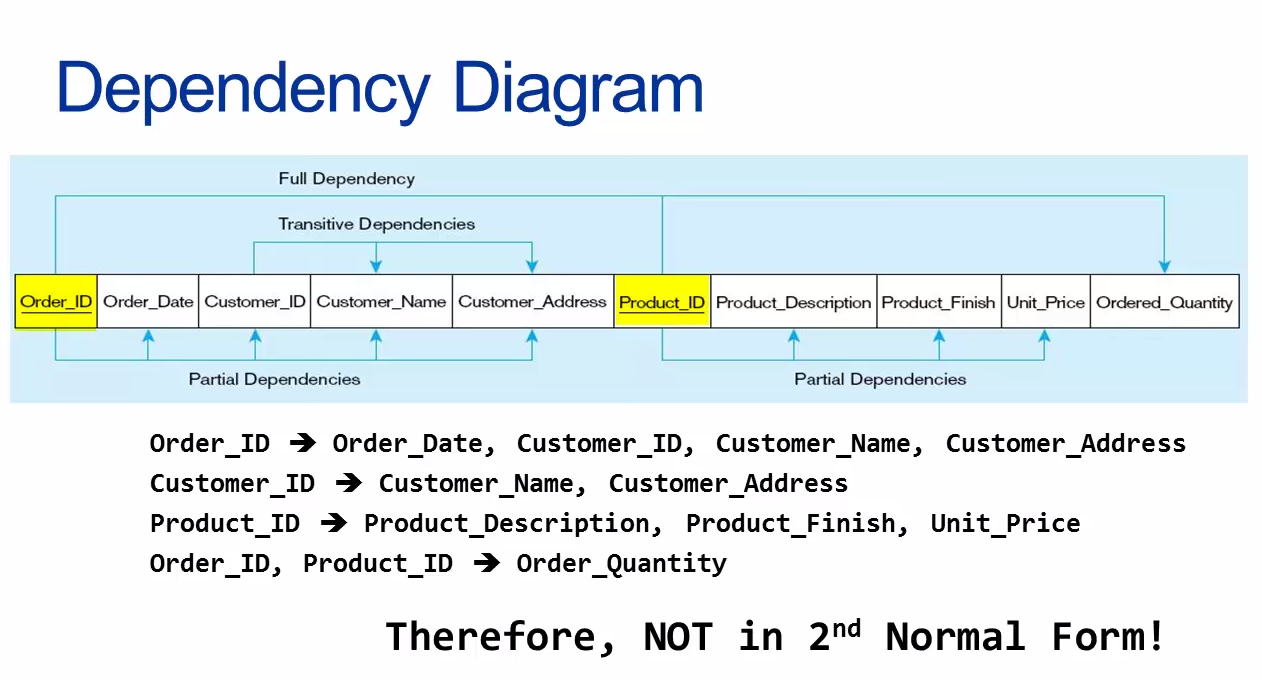 Dependency Diagram
Full Dependency
Transitive Dependencies
Order_ID Order_Date Customer_ID Customer_Name Customer_Address Product_ID Product_Description Product_Finish Unit_Price Ordered_Quantity
Partial Dependencies Partial Dependencies
Order_ID ➔ Order_Date, Customer_ID, Customer_Name, Customer_Address
Customer_ID ➔ Customer_Name, Customer_Address
Product_ID ➔ Product_Description, Product_Finish, Unit_Price
Order_ID, Product_ID ➔ Order_Quantity
Therefore, NOT in 2nd Normal Form!